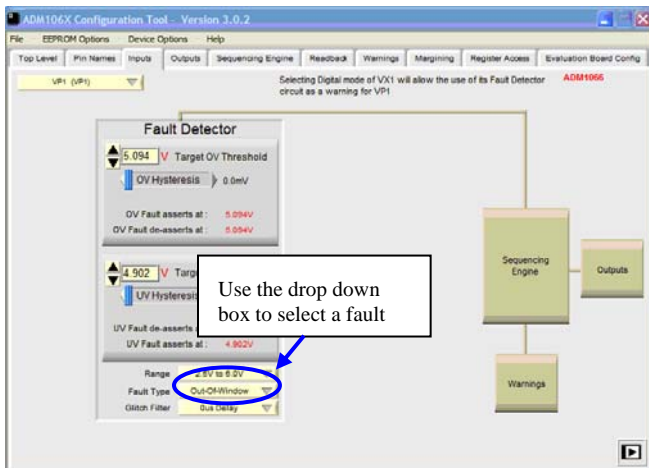 ADM106X Configuration Tool - Version 3.0.2
File EEPROM Options Device Options Help
Top Level Pin Names Inputs Outputs Sequencing Engine Readback Warnings Margining Register Access Evaluation Board Config
VP1 (VP1)
Selecting Digital mode of VX1 will allow the use of its Fault Detector
circuit as a warning for VP1
ADM1066
Fault Detector
5.094 V Target OV Threshold
OV Hysteresis 0.0mV
OV Fault asserts at : 5.094V
OV Fault de-asserts at : 5.094V
4.902 V
UV Hysteresis
UV Fault de-asserts
UV Fault asserts at : 4.902V
Use the drop down
box to select a fault
Range 2.5V to 6.0V
Fault Type Out-Of-Window
Glitch Filter 0us Delay
Sequencing
Engine
Outputs
Warnings